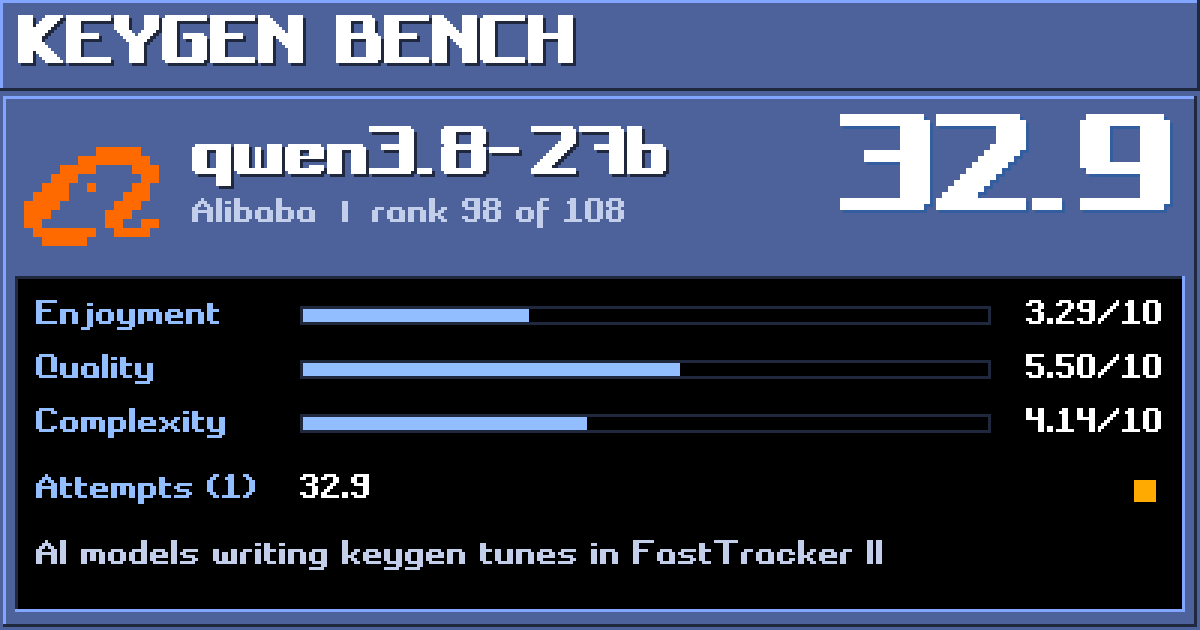 KEYGEN BENCH
qwen3.8-27b
32.9
Alibaba | rank 98 of 108
Enjoyment 3.29/10
Quality 5.50/10
Complexity 4.14/10
Attempts (1) 32.9
AI models writing keygen tunes in FastTracker II